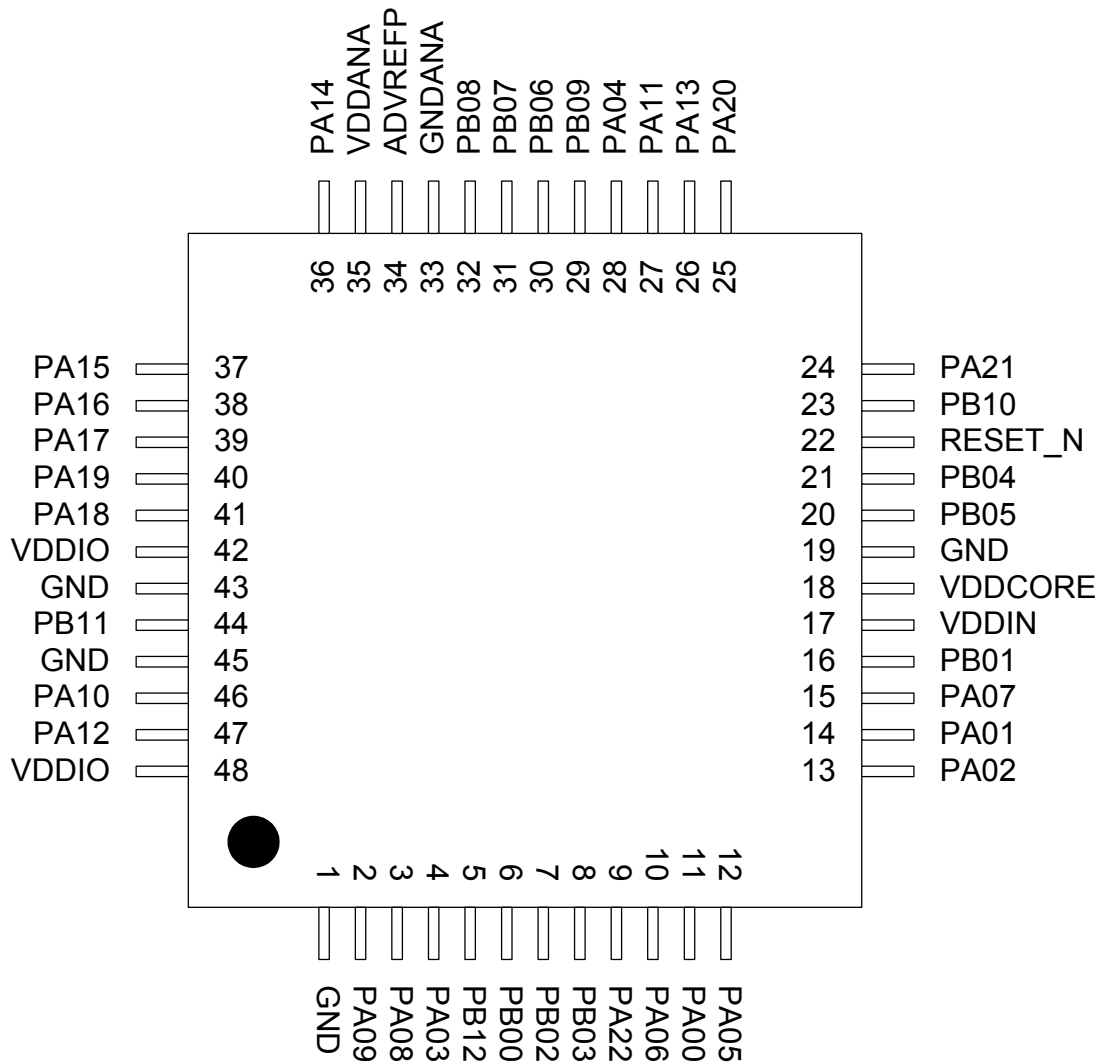 PA14
VDDANA
ADVREFP
GNDANA
PB08
PB07
PB06
PB09
PA04
PA11
PA13
PA20
36
35
34
33
32
31
30
29
28
27
26
25
PA15 37
PA16 38
PA17 39
PA19 40
PA18 41
VDDIO 42
GND 43
PB11 44
GND 45
PA10 46
PA12 47
VDDIO 48
24 PA21
23 PB10
22 RESET_N
21 PB04
20 PB05
19 GND
18 VDDCORE
17 VDDIN
16 PB01
15 PA07
14 PA01
13 PA02
1
2
3
4
5
6
7
8
9
10
11
12
GND
PA09
PA08
PA03
PB12
PB00
PB02
PB03
PA22
PA06
PA00
PA05